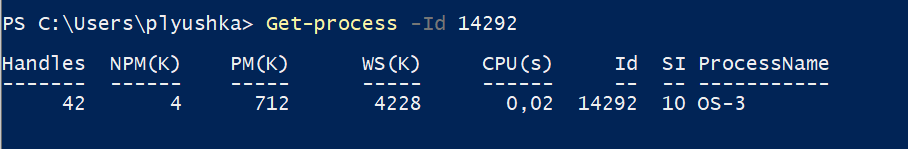 PS C:\Users\plyushka> Get-process -Id 14292
Handles NPM(K) PM(K) WS(K) CPU(s) Id SI ProcessName
------- ------ ----- ----- ------ -- -- -----------
42 4 712 4228 0,02 14292 10 OS-3